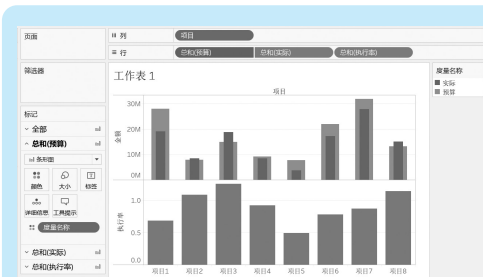 页面
列
项目
行
总和(预算)
总和(实际)
总和(执行率)
筛选器
工作表 1
度量名称
实际
预算
项目
标记
全部
总和(预算)
条形图
颜色
大小
标签
详细信息
工具提示
度量名称
总和(实际)
总和(执行率)
30M
20M
10M
0M
金额
1.0
0.5
0.0
执行率
项目1 项目2 项目3 项目4 项目5 项目6 项目7 项目8